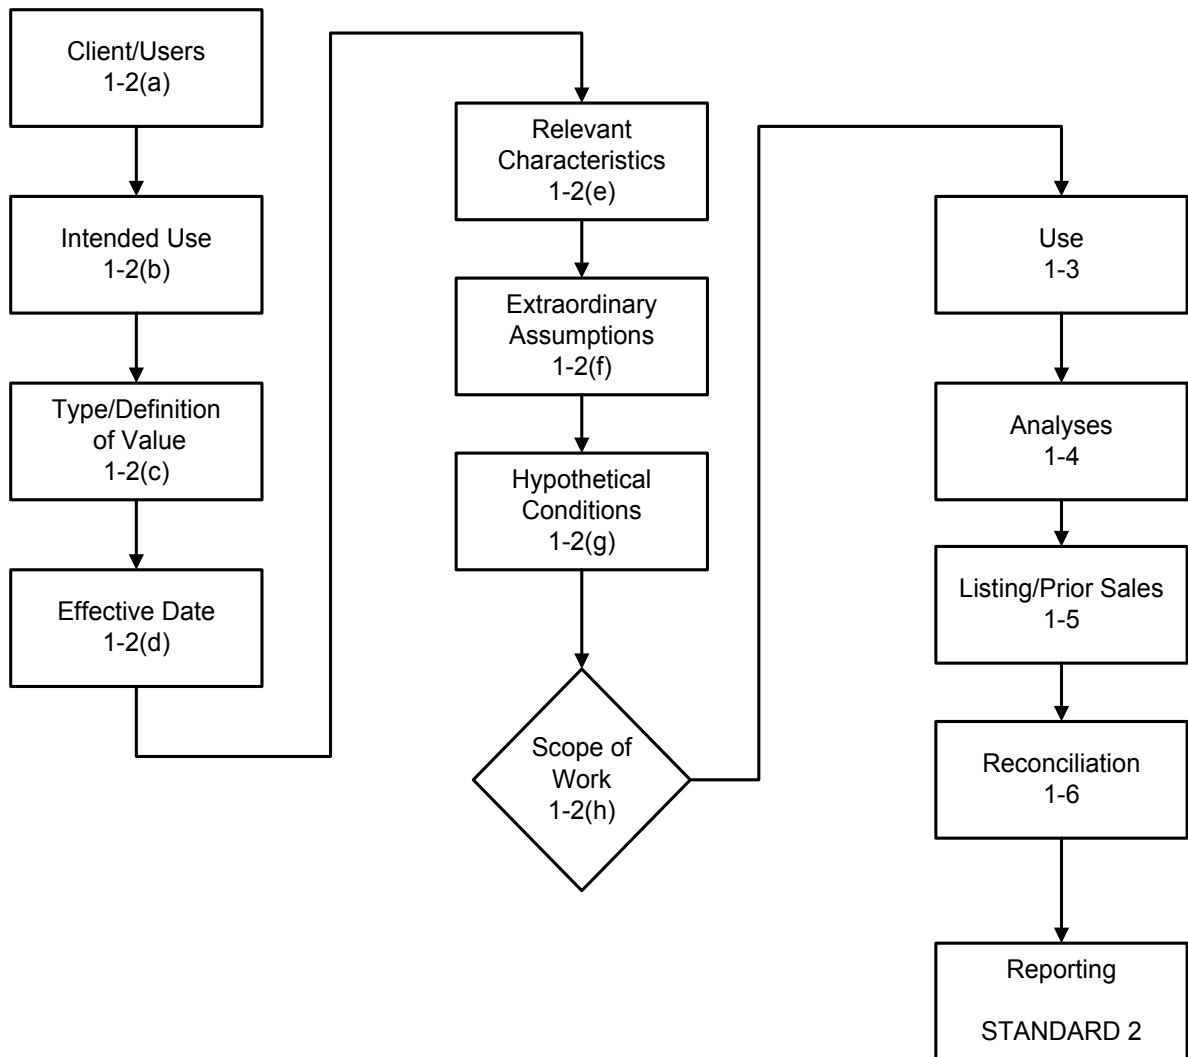 Client/Users
1-2(a)
Intended Use
1-2(b)
Type/Definition
of Value
1-2(c)
Effective Date
1-2(d)
Relevant
Characteristics
1-2(e)
Extraordinary
Assumptions
1-2(f)
Hypothetical
Conditions
1-2(g)
Scope of
Work
1-2(h)
Use
1-3
Analyses
1-4
Listing/Prior Sales
1-5
Reconciliation
1-6
Reporting
STANDARD 2